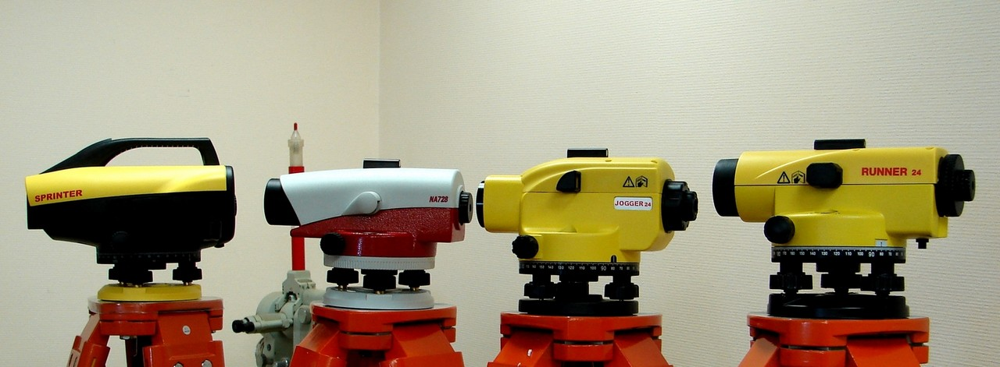 SPRINTER
NA728
JOGGER 24
RUNNER 24